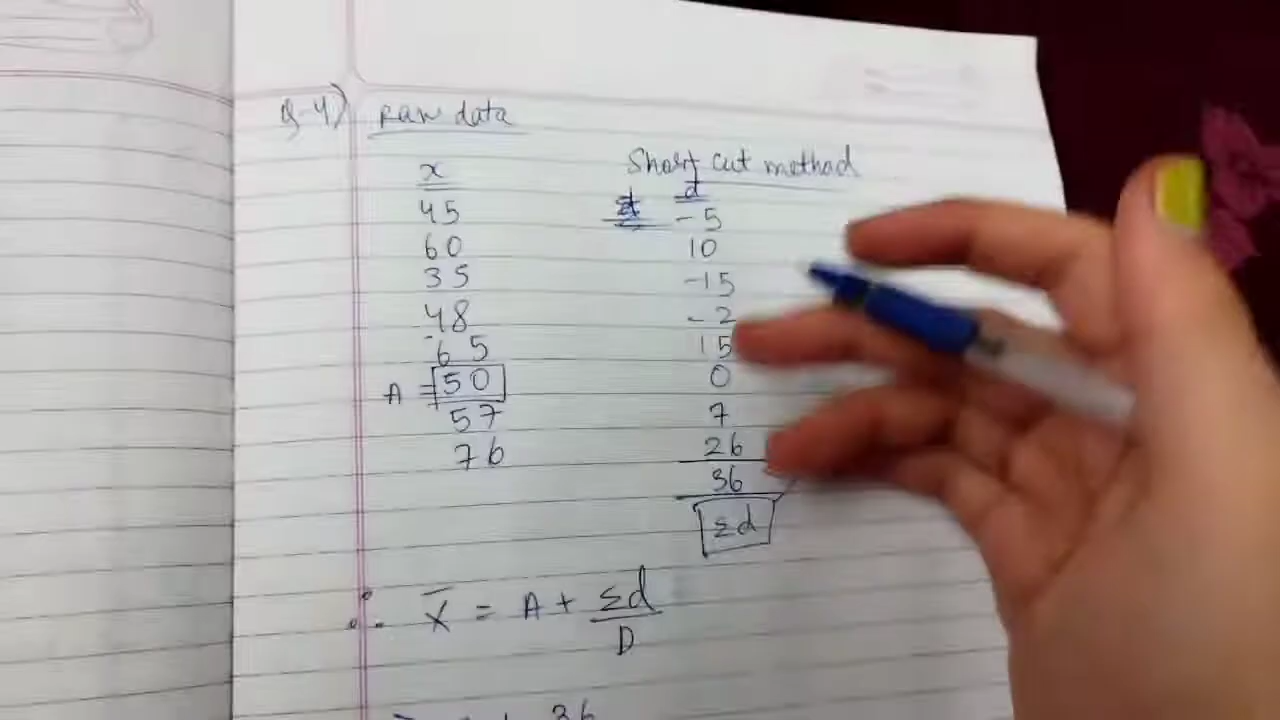 Q-4) raw data
x
Short cut method
d
45 -5
60 10
35 -15
48 -2
65 15
A = 50 0
57 7
76 26
36
Σd
∴ X̄ = A + Σd / D
36